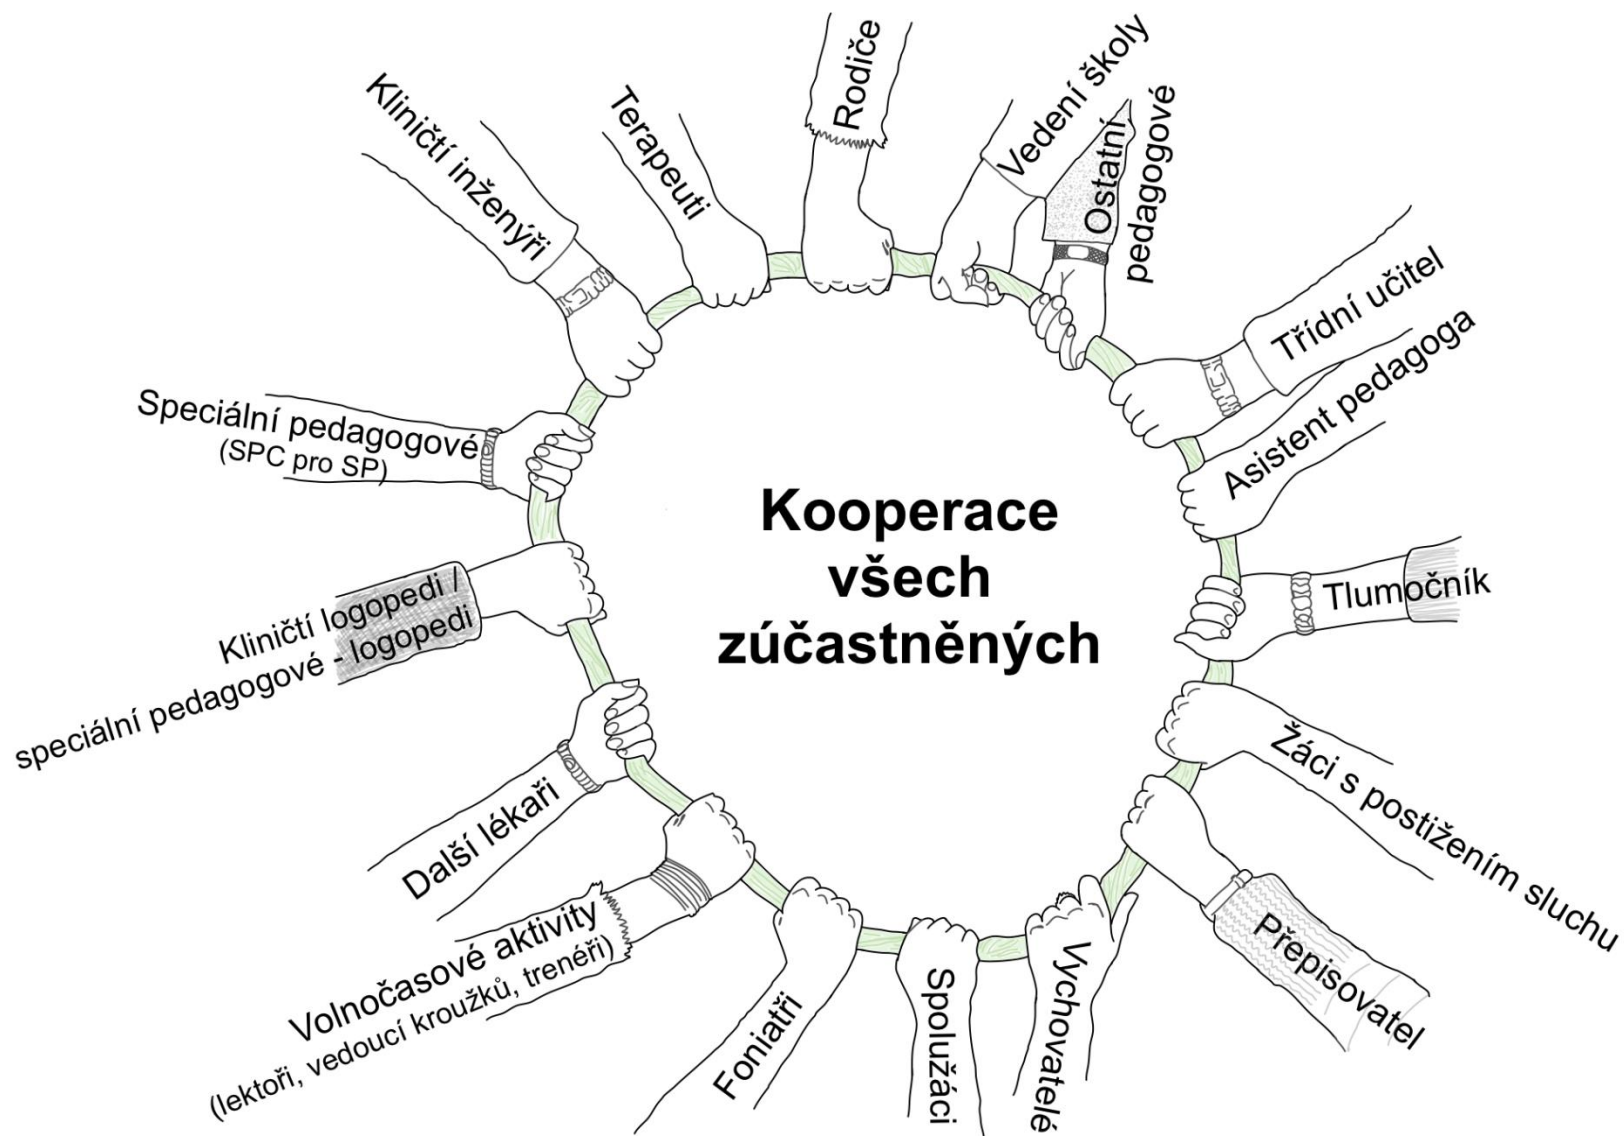 Kooperace
všech
zúčastněných
Rodiče
Vedení školy
Ostatní
pedagogové
Třídní učitel
Asistent pedagoga
Tlumočník
Žáci s postižením sluchu
Přepisovatel
Vychovatelé
Spolužáci
Foniatři
Volnočasové aktivity
(lektoři, vedoucí kroužků, trenéři)
Další lékaři
Kliničtí logopedi /
speciální pedagogové - logopedi
Speciální pedagogové
(SPC pro SP)
Kliničtí inženýři
Terapeuti